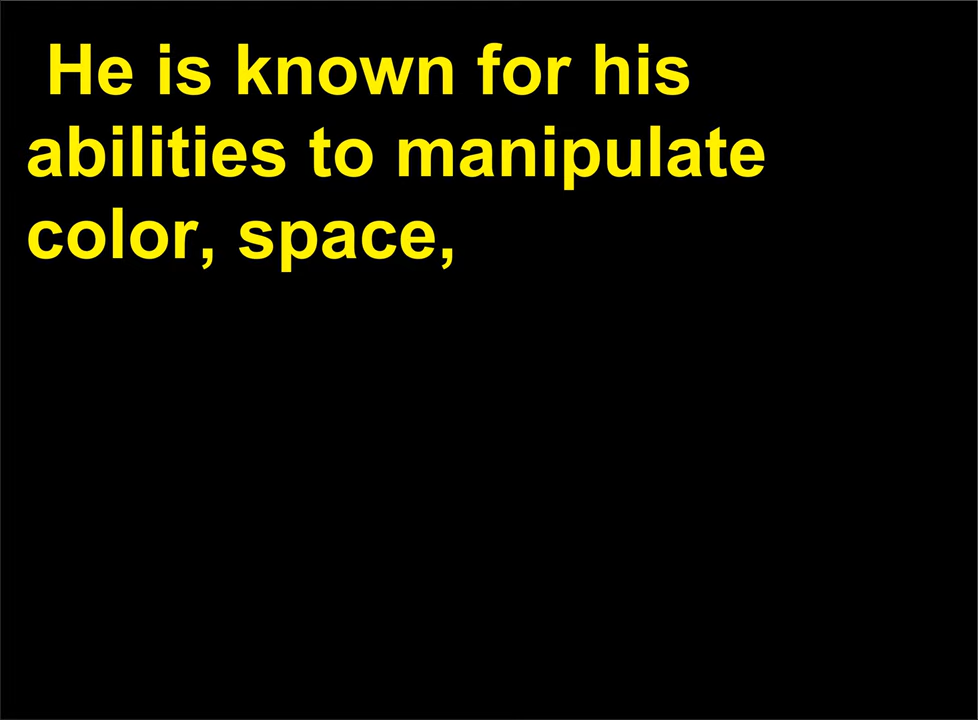 He is known for his
abilities to manipulate
color, space,